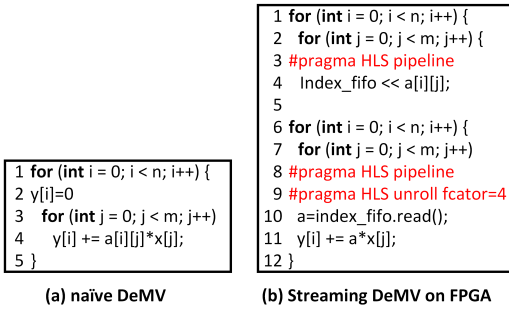 1 for (int i = 0; i < n; i++) {
2 y[i]=0
3 for (int j = 0; j < m; j++)
4 y[i] += a[i][j]*x[j];
5 }
(a) naïve DeMV
1 for (int i = 0; i < n; i++) {
2 for (int j = 0; j < m; j++) {
3 #pragma HLS pipeline
4 Index_fifo << a[i][j];
5
6 for (int i = 0; i < n; i++) {
7 for (int j = 0; j < m; j++)
8 #pragma HLS pipeline
9 #pragma HLS unroll fcator=4
10 a=index_fifo.read();
11 y[i] += a*x[j];
12 }
(b) Streaming DeMV on FPGA